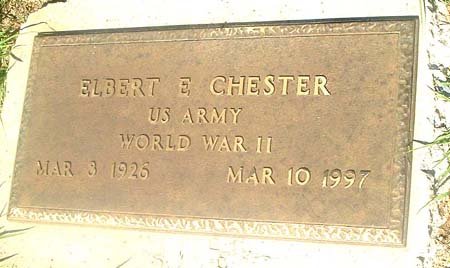 ELBERT E CHESTER
US ARMY
WORLD WAR II
MAR 3 1926 MAR 10 1997